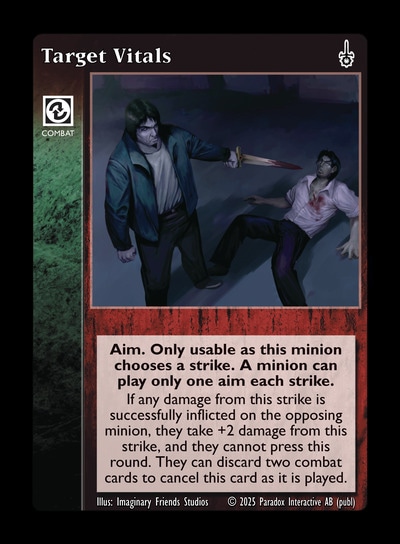 Target Vitals
COMBAT
Aim. Only usable as this minion
chooses a strike. A minion can
play only one aim each strike.
If any damage from this strike is
successfully inflicted on the opposing
minion, they take +2 damage from this
strike, and they cannot press this
round. They can discard two combat
cards to cancel this card as it is played.
Illus: Imaginary Friends Studios © 2025 Paradox Interactive AB (publ)